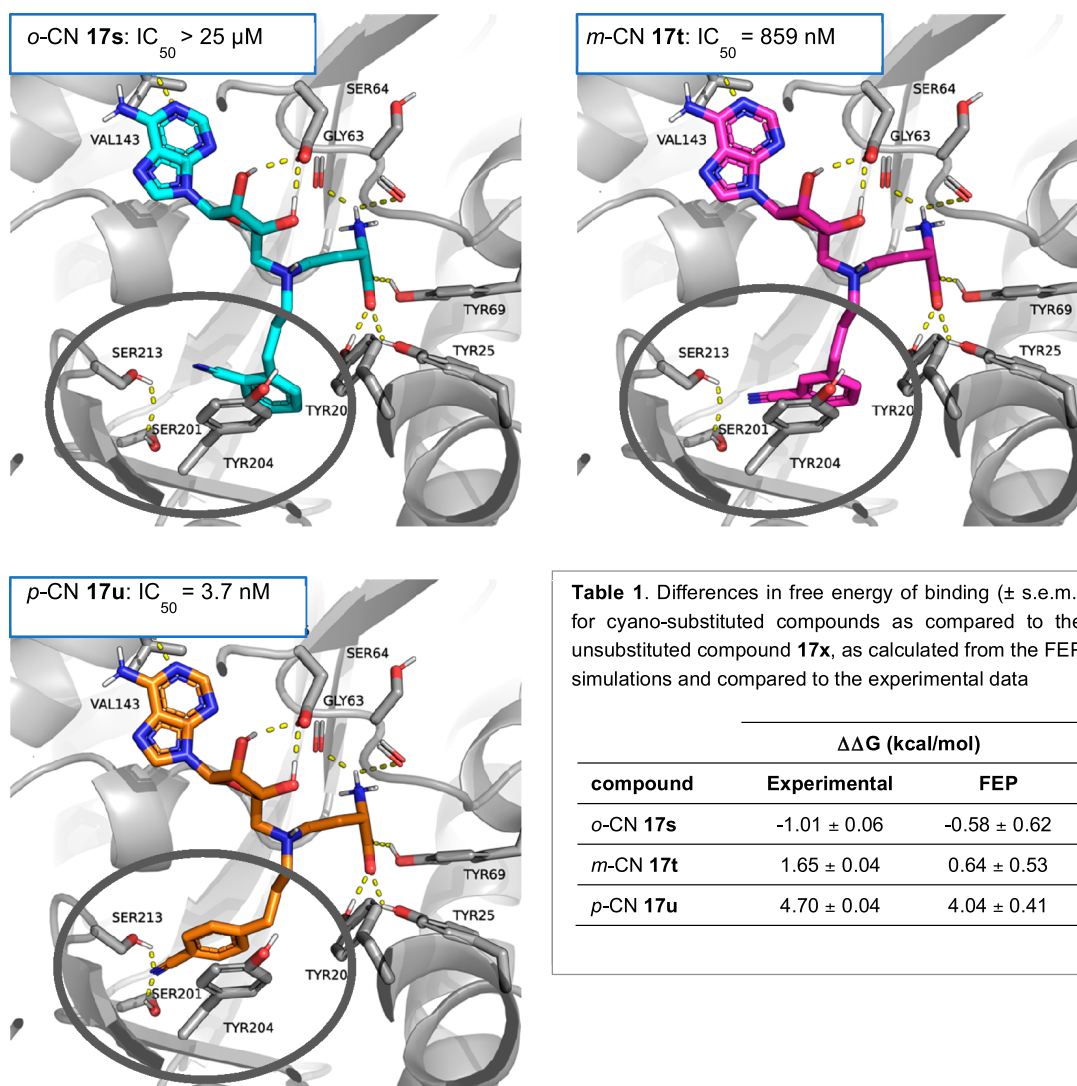 o-CN 17s: IC50 > 25 µM
SER64
VAL143
GLY63
TYR69
SER213
TYR25
TYR20
SER201
TYR204
m-CN 17t: IC50 = 859 nM
SER64
VAL143
GLY63
TYR69
SER213
TYR25
TYR20
SER201
TYR204
p-CN 17u: IC50 = 3.7 nM
SER64
VAL143
GLY63
TYR69
SER213
TYR25
TYR20
SER201
TYR204
Table 1. Differences in free energy of binding (± s.e.m.
for cyano-substituted compounds as compared to the
unsubstituted compound 17x, as calculated from the FEP
simulations and compared to the experimental data
ΔΔG (kcal/mol)
compound Experimental FEP
o-CN 17s -1.01 ± 0.06 -0.58 ± 0.62
m-CN 17t 1.65 ± 0.04 0.64 ± 0.53
p-CN 17u 4.70 ± 0.04 4.04 ± 0.41